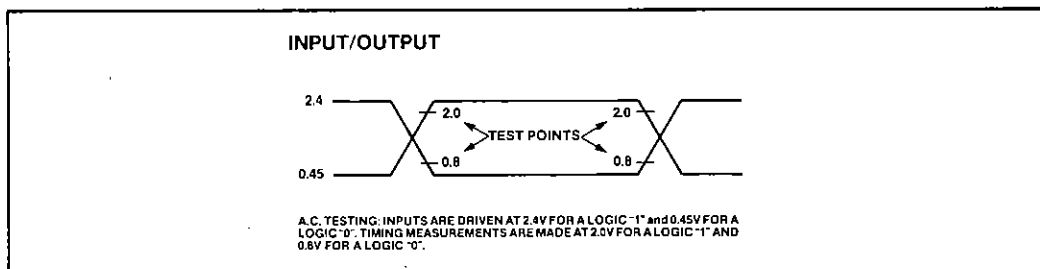 INPUT/OUTPUT
2.4
2.0
2.0
TEST POINTS
0.8
0.8
0.45
A.C. TESTING: INPUTS ARE DRIVEN AT 2.4V FOR A LOGIC "1" and 0.45V FOR A
LOGIC "0". TIMING MEASUREMENTS ARE MADE AT 2.0V FOR A LOGIC "1" AND
0.8V FOR A LOGIC "0".